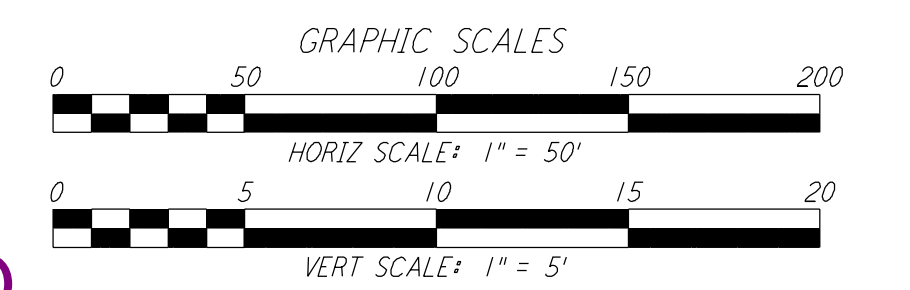 GRAPHIC SCALES
0 50 100 150 200
HORIZ SCALE: 1" = 50'
0 5 10 15 20
VERT SCALE: 1" = 5'